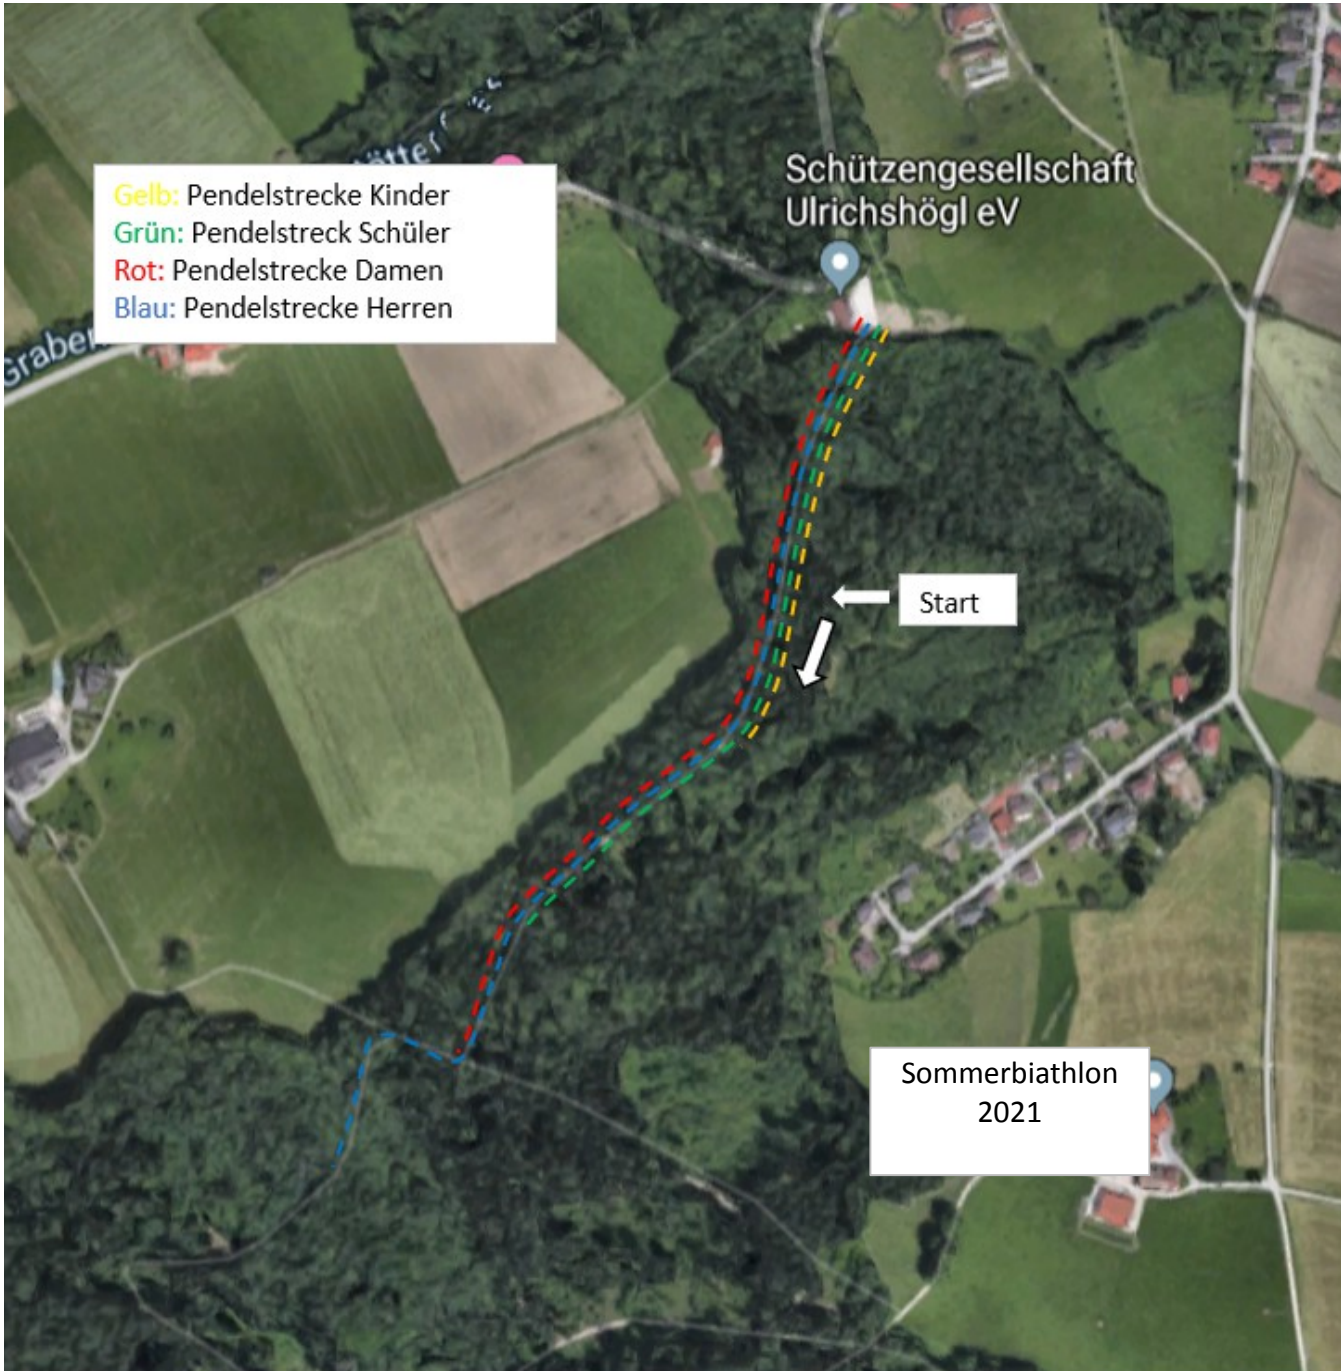 Schützengesellschaft
Ulrichshögl eV
Gelb: Pendelstrecke Kinder
Grün: Pendelstreck Schüler
Rot: Pendelstrecke Damen
Blau: Pendelstrecke Herren
Start
Sommerbiathlon
2021